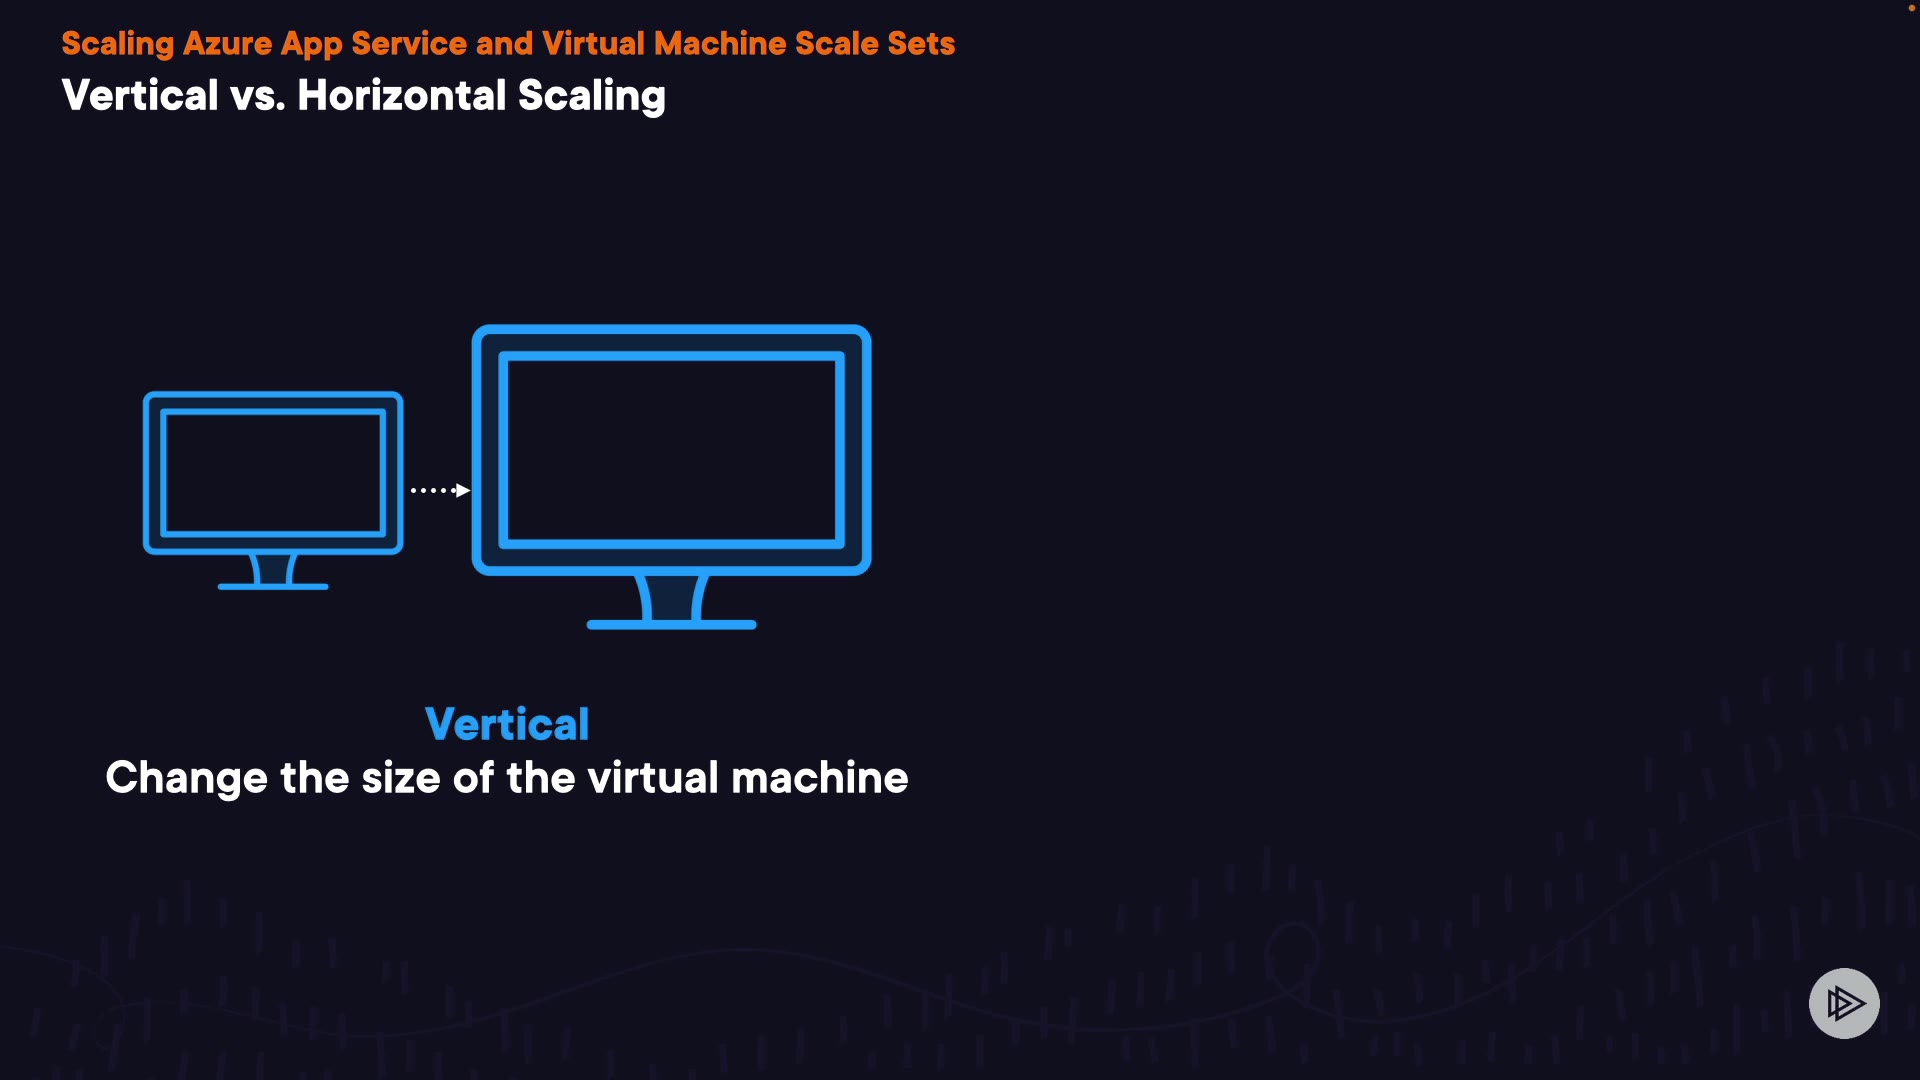 Scaling Azure App Service and Virtual Machine Scale Sets
Vertical vs. Horizontal Scaling
Vertical
Change the size of the virtual machine